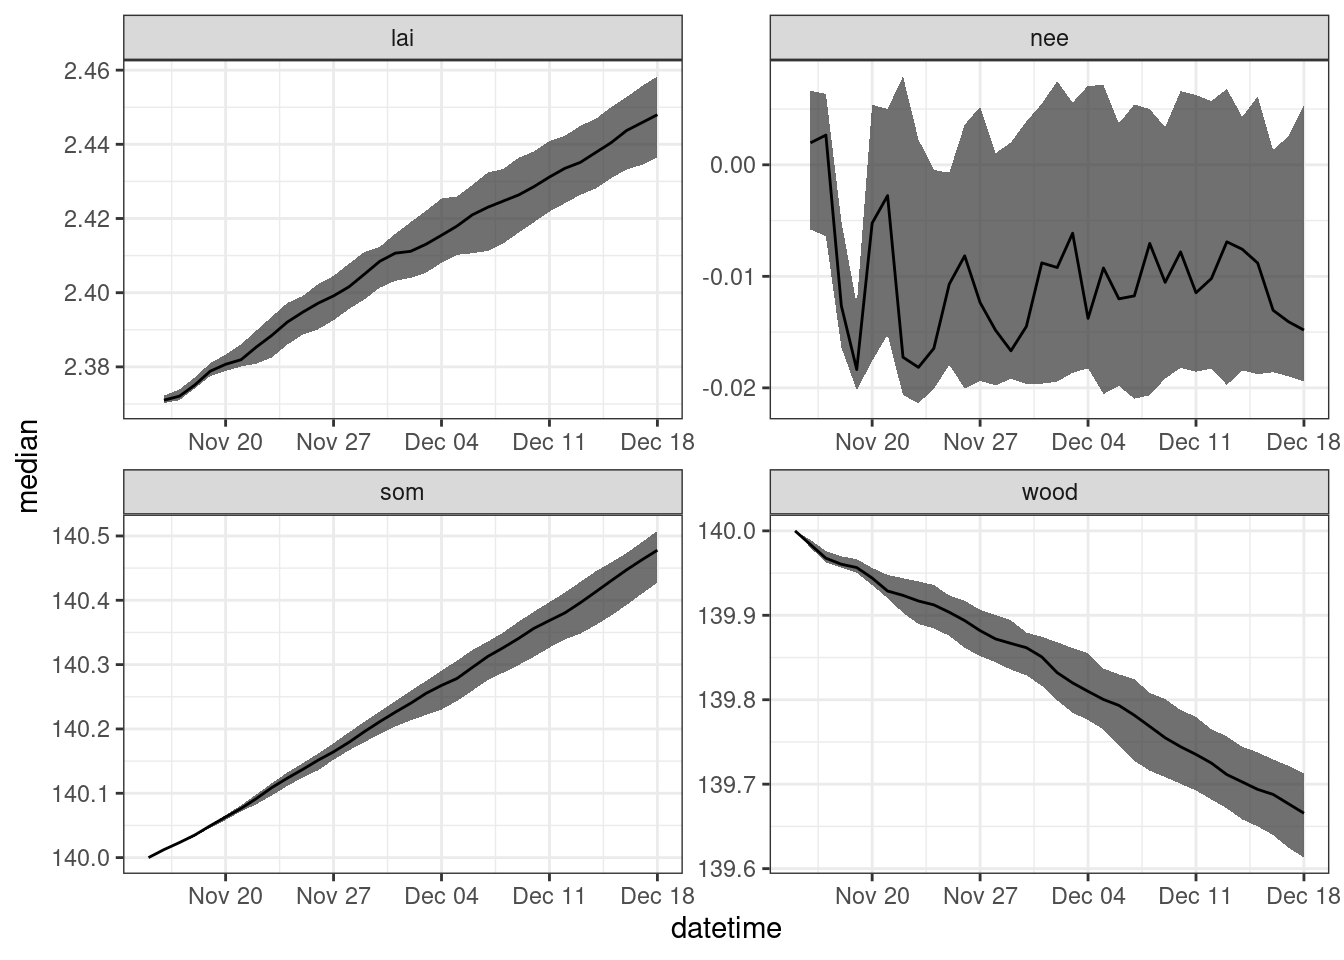 lai
nee
2.46
2.44
2.42
2.40
2.38
0.00
-0.01
-0.02
Nov 20 Nov 27 Dec 04 Dec 11 Dec 18
Nov 20 Nov 27 Dec 04 Dec 11 Dec 18
median
som
wood
140.5
140.4
140.3
140.2
140.1
140.0
140.0
139.9
139.8
139.7
139.6
Nov 20 Nov 27 Dec 04 Dec 11 Dec 18
Nov 20 Nov 27 Dec 04 Dec 11 Dec 18
datetime